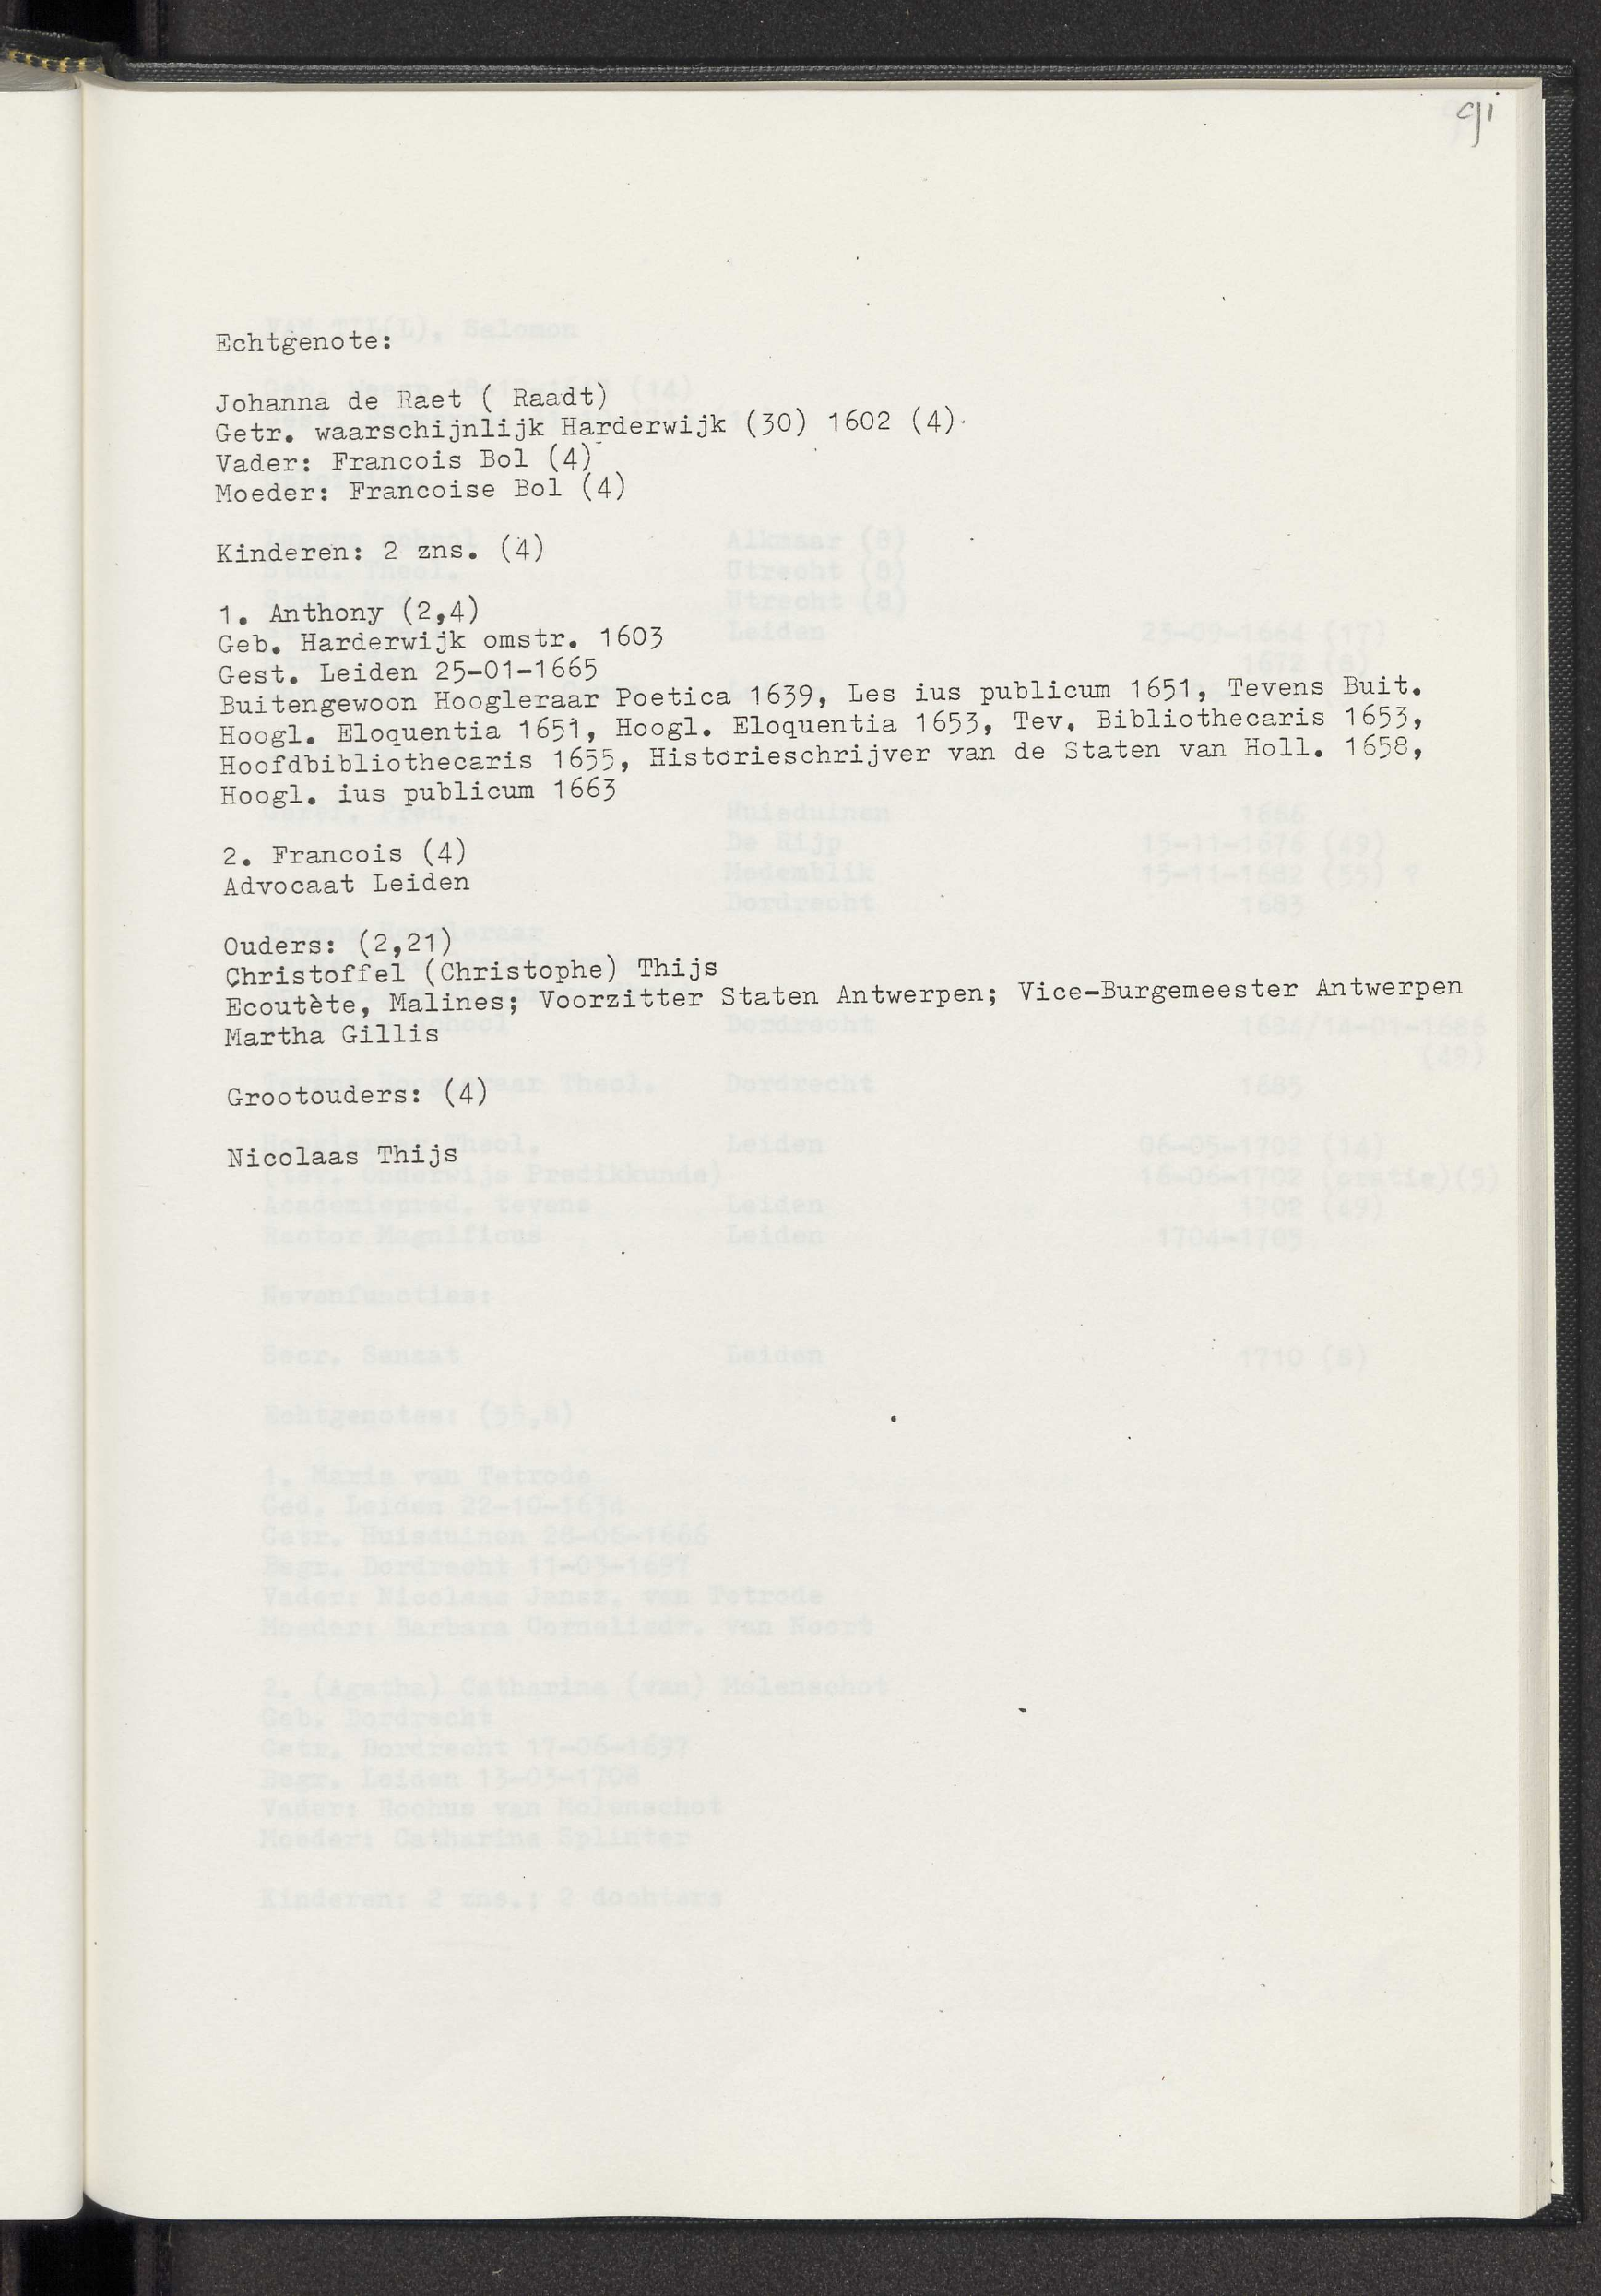 91
Echtgenote:
Johanna de Raet ( Raadt)
Getr. waarschijnlijk Harderwijk (30) 1602 (4).
Vader: Francois Bol (4)
Moeder: Francoise Bol (4)
Kinderen: 2 zns. (4)
1. Anthony (2,4)
Geb. Harderwijk omstr. 1603
Gest. Leiden 25-01-1665
Buitengewoon Hoogleraar Poetica 1639, Les ius publicum 1651, Tevens Buit.
Hoogl. Eloquentia 1651, Hoogl. Eloquentia 1653, Tev. Bibliothecaris 1653,
Hoofdbibliothecaris 1655, Historieschrijver van de Staten van Holl. 1658,
Hoogl. ius publicum 1663
2. Francois (4)
Advocaat Leiden
Ouders: (2,21)
Christoffel (Christophe) Thijs
Ecoutète, Malines; Voorzitter Staten Antwerpen; Vice-Burgemeester Antwerpen
Martha Gillis
Grootouders: (4)
Nicolaas Thijs